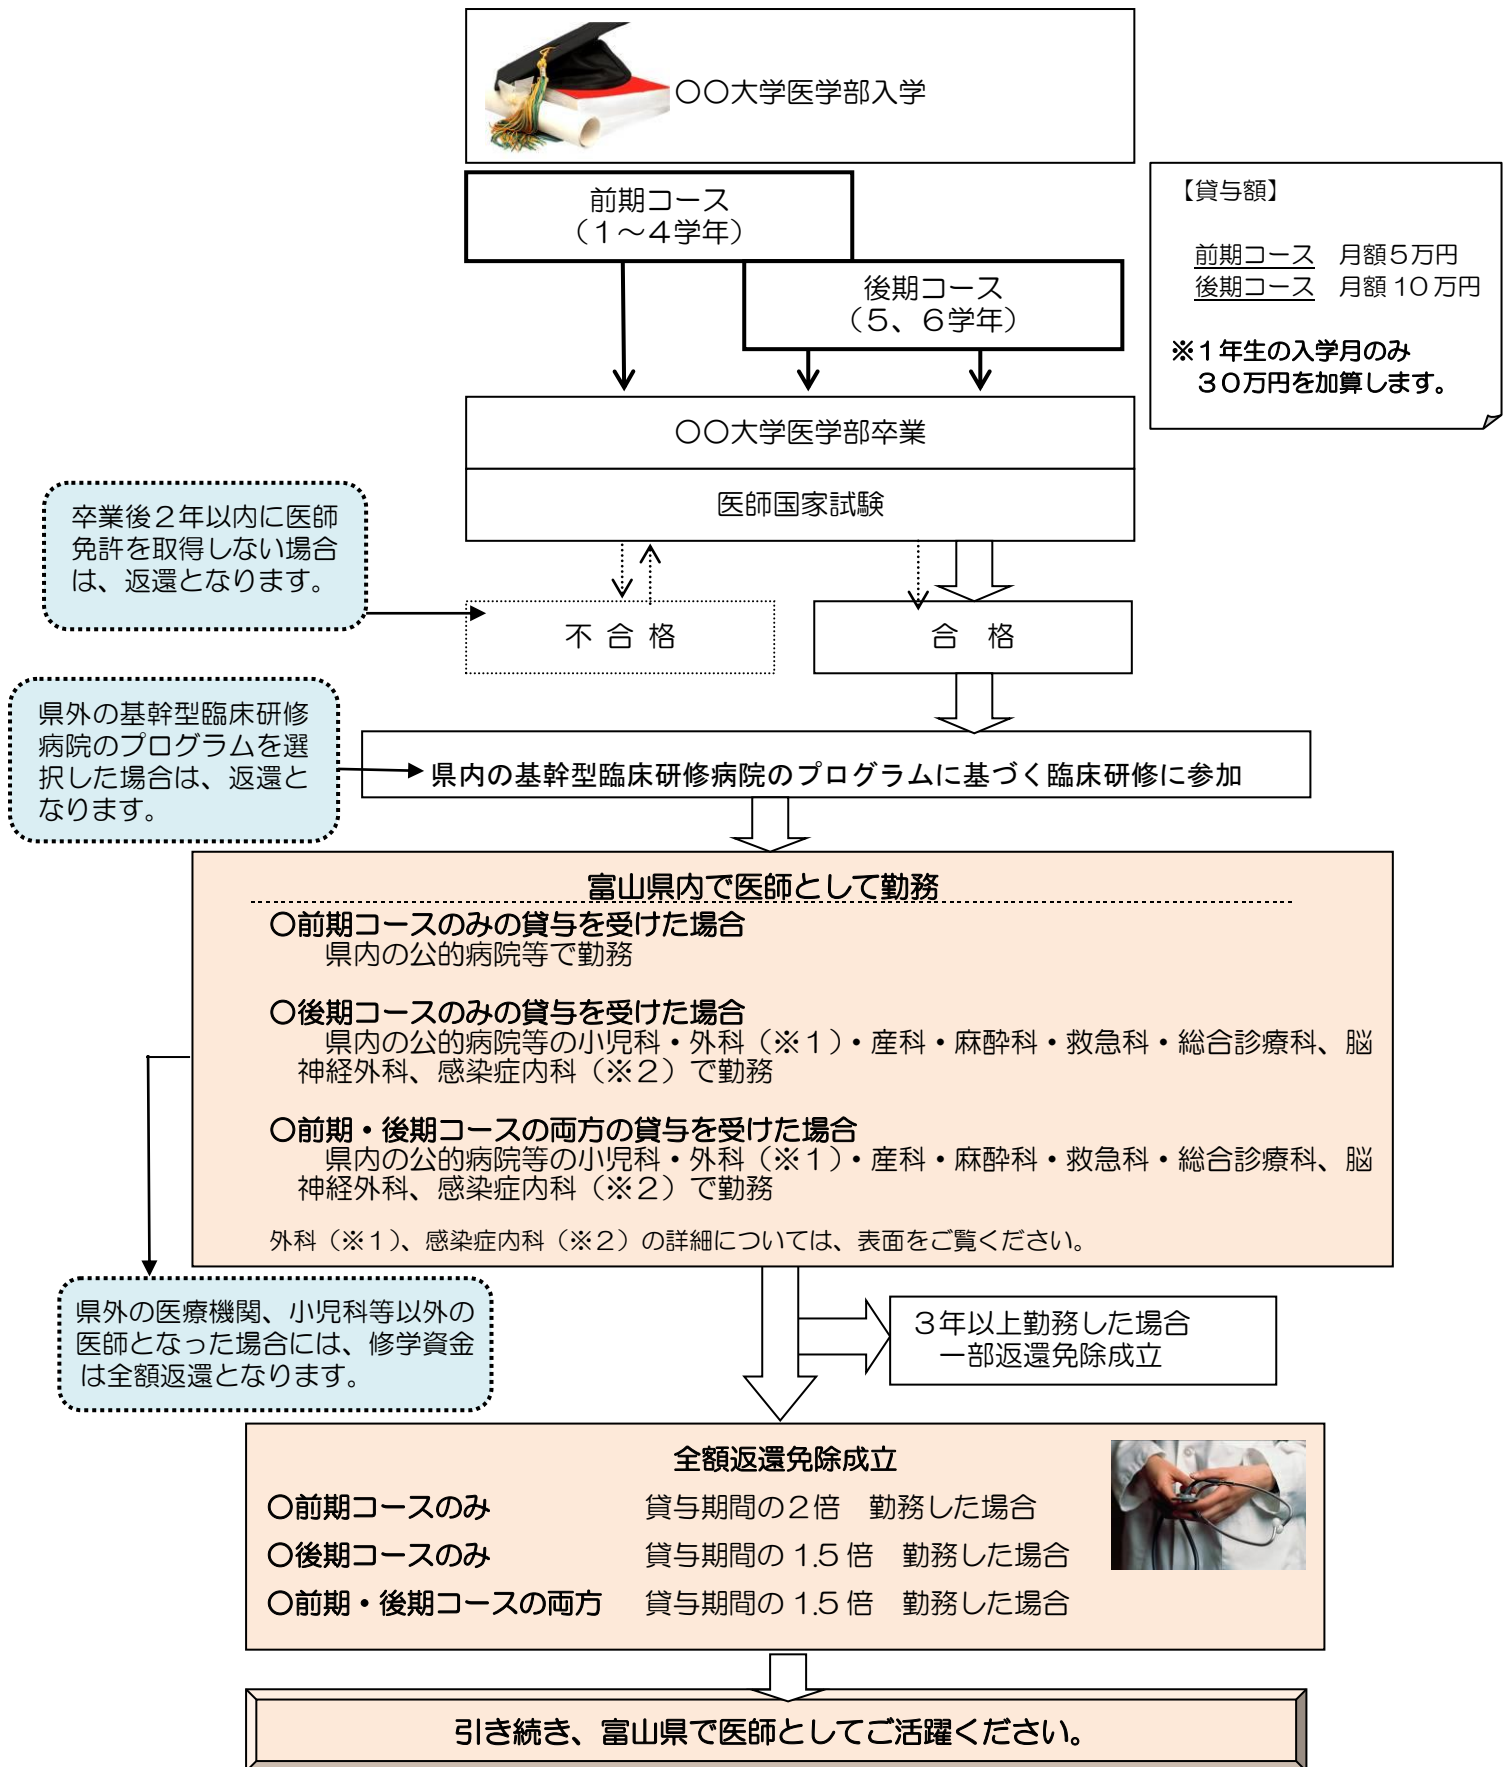 〇〇大学医学部入学
前期コース
（１～４学年）
後期コース
（５、６学年）
【貸与額】
前期コース　月額５万円
後期コース　月額 10 万円
※１年生の入学月のみ
３０万円を加算します。
〇〇大学医学部卒業
医師国家試験
卒業後２年以内に医師
免許を取得しない場合
は、返還となります。
不 合 格
合　格
県外の基幹型臨床研修
病院のプログラムを選
択した場合は、返還と
なります。
県内の基幹型臨床研修病院のプログラムに基づく臨床研修に参加
富山県内で医師として勤務
〇前期コースのみの貸与を受けた場合
県内の公的病院等で勤務
〇後期コースのみの貸与を受けた場合
県内の公的病院等の小児科・外科（※１）・産科・麻酔科・救急科・総合診療科、脳
神経外科、感染症内科（※２）で勤務
〇前期・後期コースの両方の貸与を受けた場合
県内の公的病院等の小児科・外科（※１）・産科・麻酔科・救急科・総合診療科、脳
神経外科、感染症内科（※２）で勤務
外科（※１）、感染症内科（※２）の詳細については、表面をご覧ください。
県外の医療機関、小児科等以外の
医師となった場合には、修学資金
は全額返還となります。
３年以上勤務した場合
一部返還免除成立
全額返還免除成立
〇前期コースのみ　貸与期間の２倍　勤務した場合
〇後期コースのみ　貸与期間の 1.5 倍　勤務した場合
〇前期・後期コースの両方　貸与期間の 1.5 倍　勤務した場合
引き続き、富山県で医師としてご活躍ください。